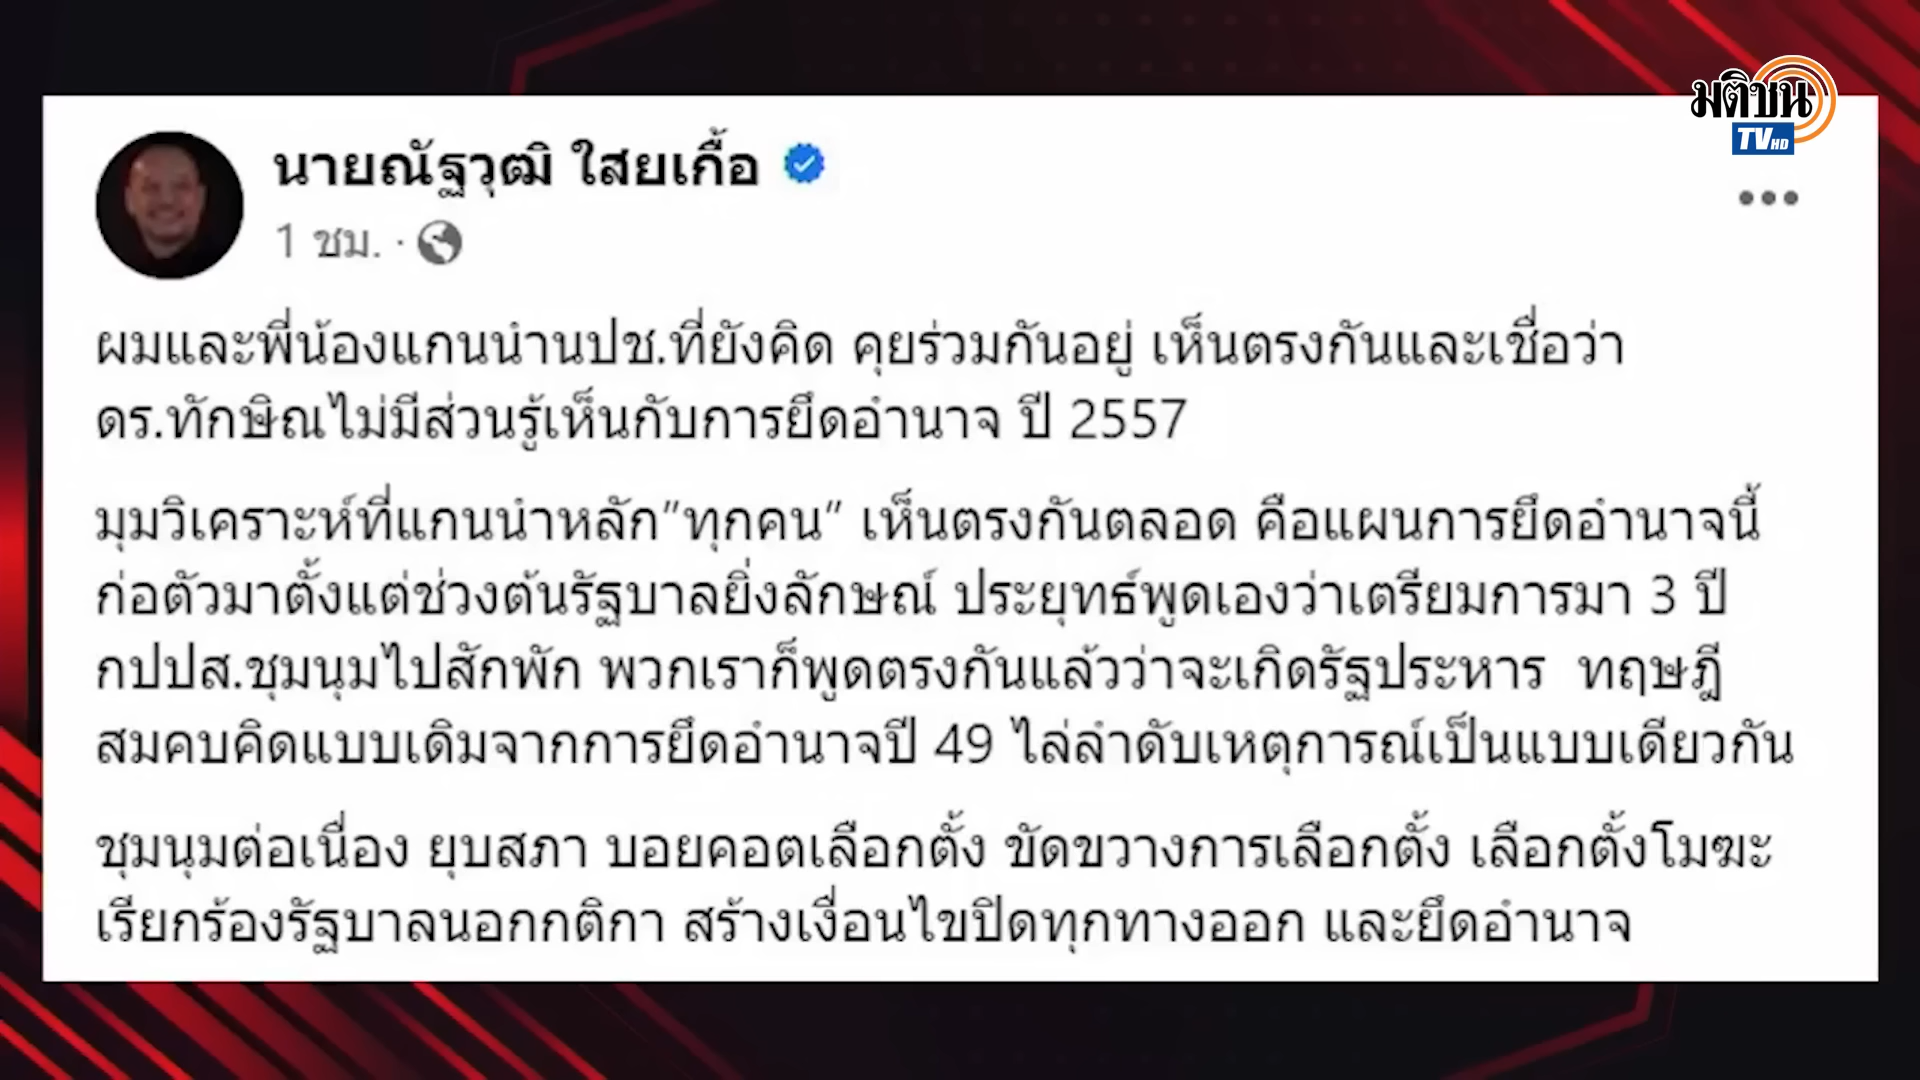 มติชน
TV HD
นายณัฐวุฒิ ใสยเกื้อ
1 ชม. ·
ผมและพี่น้องแกนนำนปช.ที่ยังคิด คุยร่วมกันอยู่ เห็นตรงกันและเชื่อว่า
ดร.ทักษิณไม่มีส่วนรู้เห็นกับการยึดอำนาจ ปี 2557
มุมวิเคราะห์ที่แกนนำหลัก"ทุกคน" เห็นตรงกันตลอด คือแผนการยึดอำนาจนี้
ก่อตัวมาตั้งแต่ช่วงต้นรัฐบาลยิ่งลักษณ์ ประยุทธ์พูดเองว่าเตรียมการมา 3 ปี
กปปส.ชุมนุมไปสักพัก พวกเราก็พูดตรงกันแล้วว่าจะเกิดรัฐประหาร ทฤษฎี
สมคบคิดแบบเดิมจากการยึดอำนาจปี 49 ไล่ลำดับเหตุการณ์เป็นแบบเดียวกัน
ชุมนุมต่อเนื่อง ยุบสภา บอยคอตเลือกตั้ง ขัดขวางการเลือกตั้ง เลือกตั้งโมฆะ
เรียกร้องรัฐบาลนอกกติกา สร้างเงื่อนไขปิดทุกทางออก และยึดอำนาจ